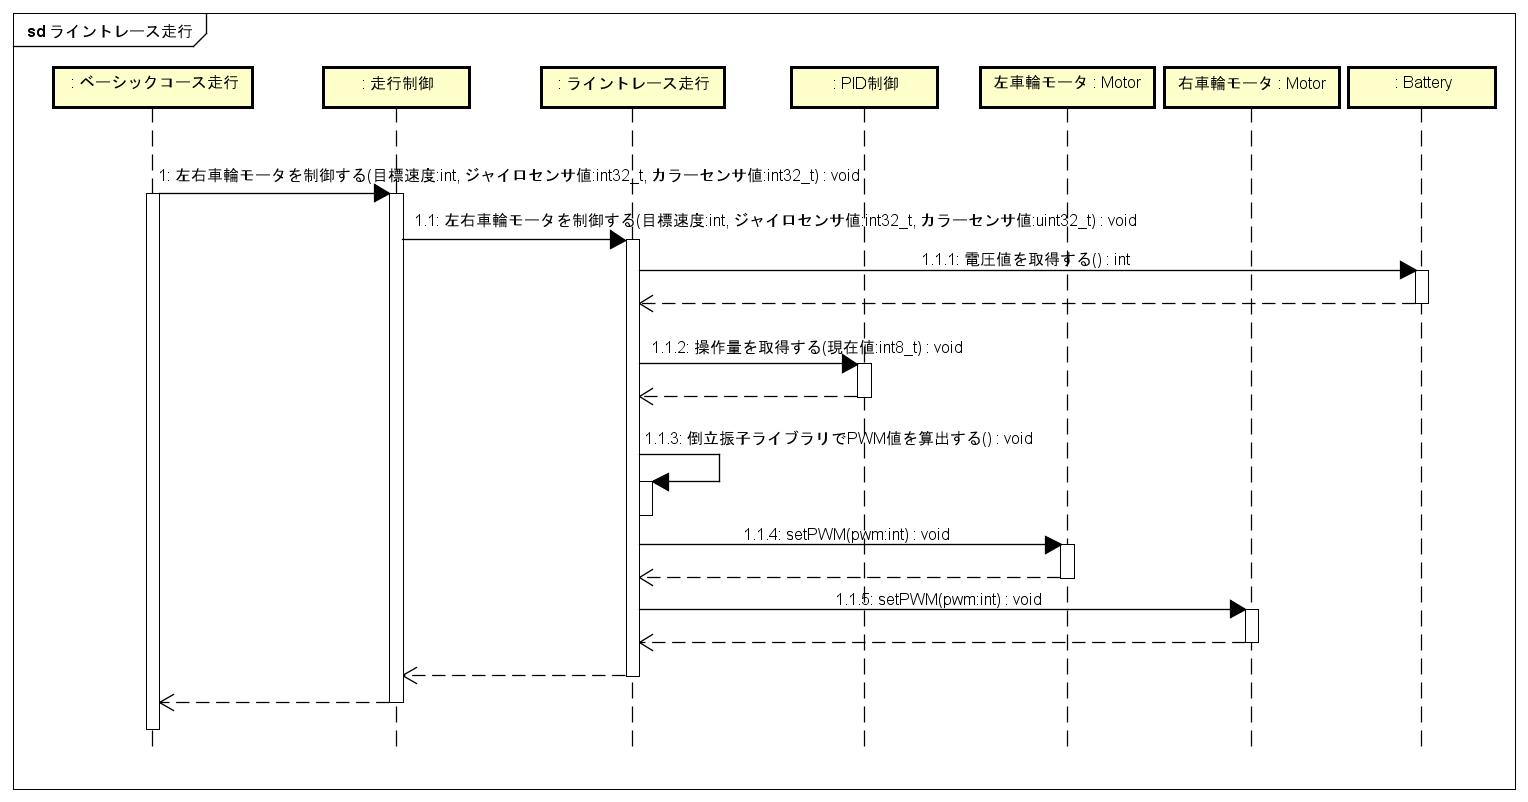 sd ライントレース走行
: ベーシックコース走行
: 走行制御
: ライントレース走行
: PID制御
左車輪モータ : Motor
右車輪モータ : Motor
: Battery
1: 左右車輪モータを制御する(目標速度:int, ジャイロセンサ値:int32_t, カラーセンサ値:int32_t) : void
1.1: 左右車輪モータを制御する(目標速度:int, ジャイロセンサ値:int32_t, カラーセンサ値:uint32_t) : void
1.1.1: 電圧値を取得する() : int
1.1.2: 操作量を取得する(現在値:int8_t) : void
1.1.3: 倒立振子ライブラリでPWM値を算出する() : void
1.1.4: setPWM(pwm:int) : void
1.1.5: setPWM(pwm:int) : void